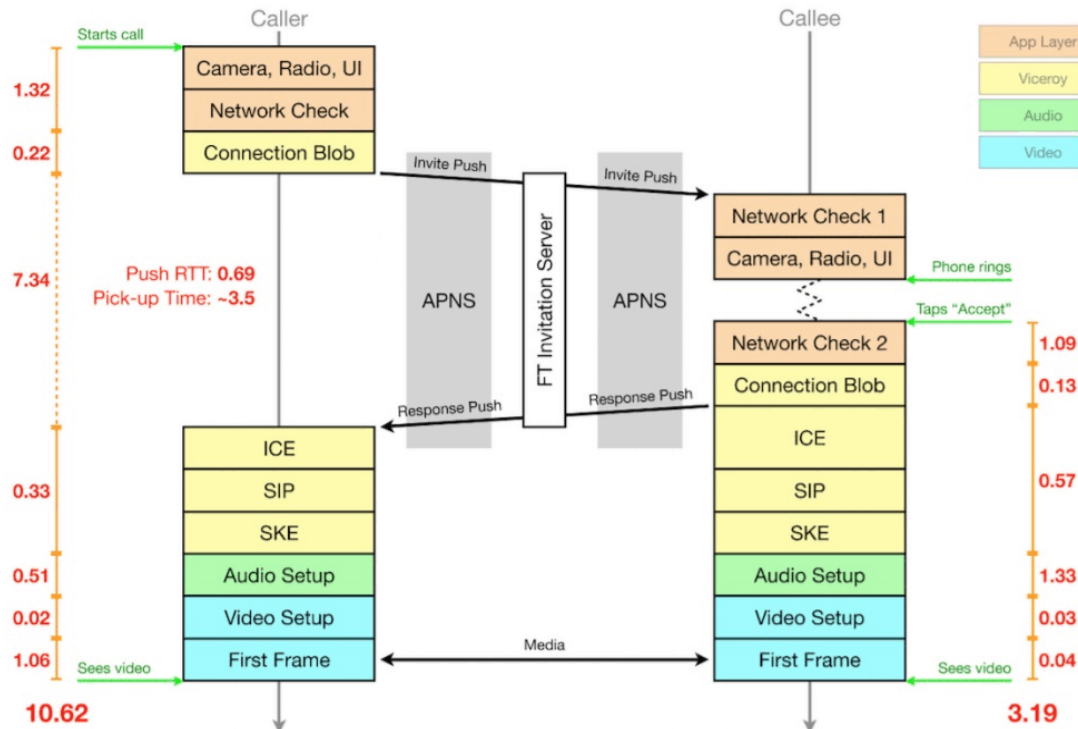 Caller
Callee
Starts call
Camera, Radio, UI
Network Check
Connection Blob
1.32
0.22
7.34
Push RTT: 0.69
Pick-up Time: ~3.5
Invite Push
APNS
Response Push
FT Invitation Server
Invite Push
APNS
Response Push
App Layer
Viceroy
Audio
Video
Network Check 1
Camera, Radio, UI
Phone rings
Taps “Accept”
Network Check 2
1.09
Connection Blob
0.13
ICE
SIP
SKE
0.33
ICE
SIP
SKE
0.57
Audio Setup
0.51
Audio Setup
1.33
Video Setup
0.02
Video Setup
0.03
First Frame
1.06
Media
First Frame
0.04
Sees video
Sees video
10.62
3.19